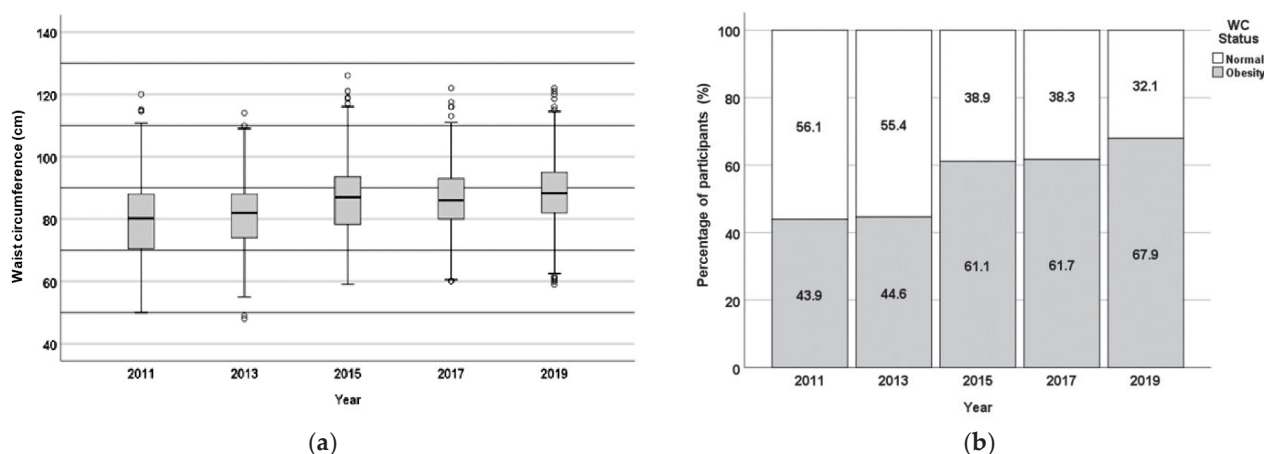 Waist circumference (cm)
140
120
100
80
60
40
2011 2013 2015 2017 2019
Year
(a)
Percentage of participants (%)
100
80
60
40
20
0
56.1 55.4 38.9 38.3 32.1
43.9 44.6 61.1 61.7 67.9
2011 2013 2015 2017 2019
Year
WC
Status
Normal
Obesity
(b)